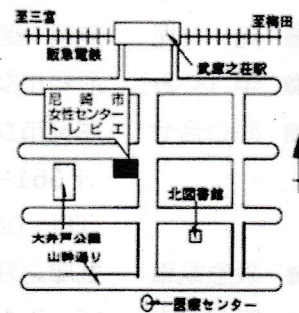 至三宮
至梅田
阪急電鉄
武庫之荘駅
尼崎市
女性センター
トレピエ
北図書館
大井戸公園
山幹通り
医療センター